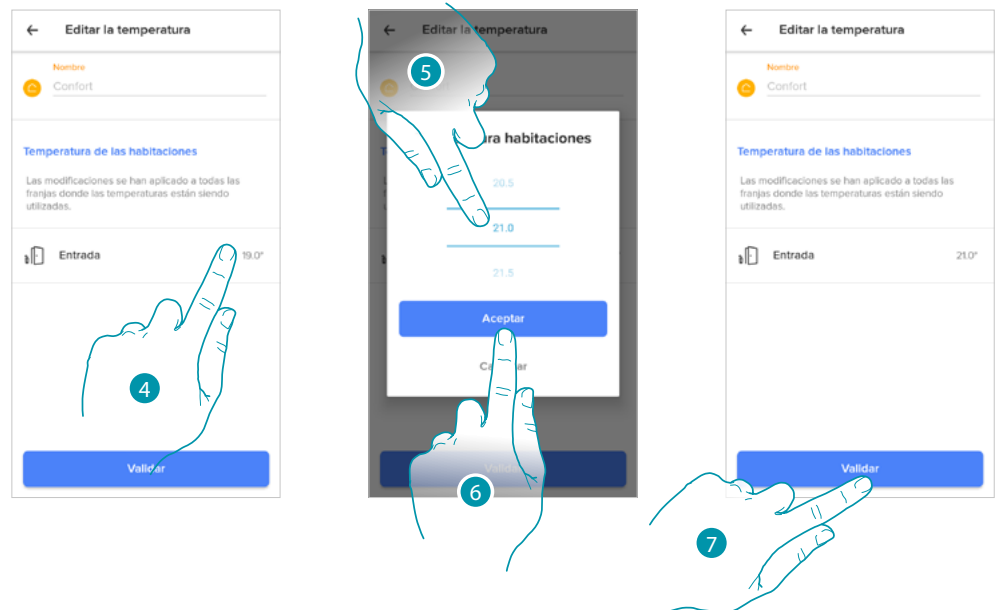 Editar la temperatura
Nombre
Confort
Temperatura de las habitaciones
Las modificaciones se han aplicado a todas las
franjas donde las temperaturas están siendo
utilizadas.
Entrada 19.0°
4
Validar
Editar la temperatura
5
ra habitaciones
20.5
21.0
21.5
Aceptar
Validar
6
Editar la temperatura
Nombre
Confort
Temperatura de las habitaciones
Las modificaciones se han aplicado a todas las
franjas donde las temperaturas están siendo
utilizadas.
Entrada 21.0°
Validar
7